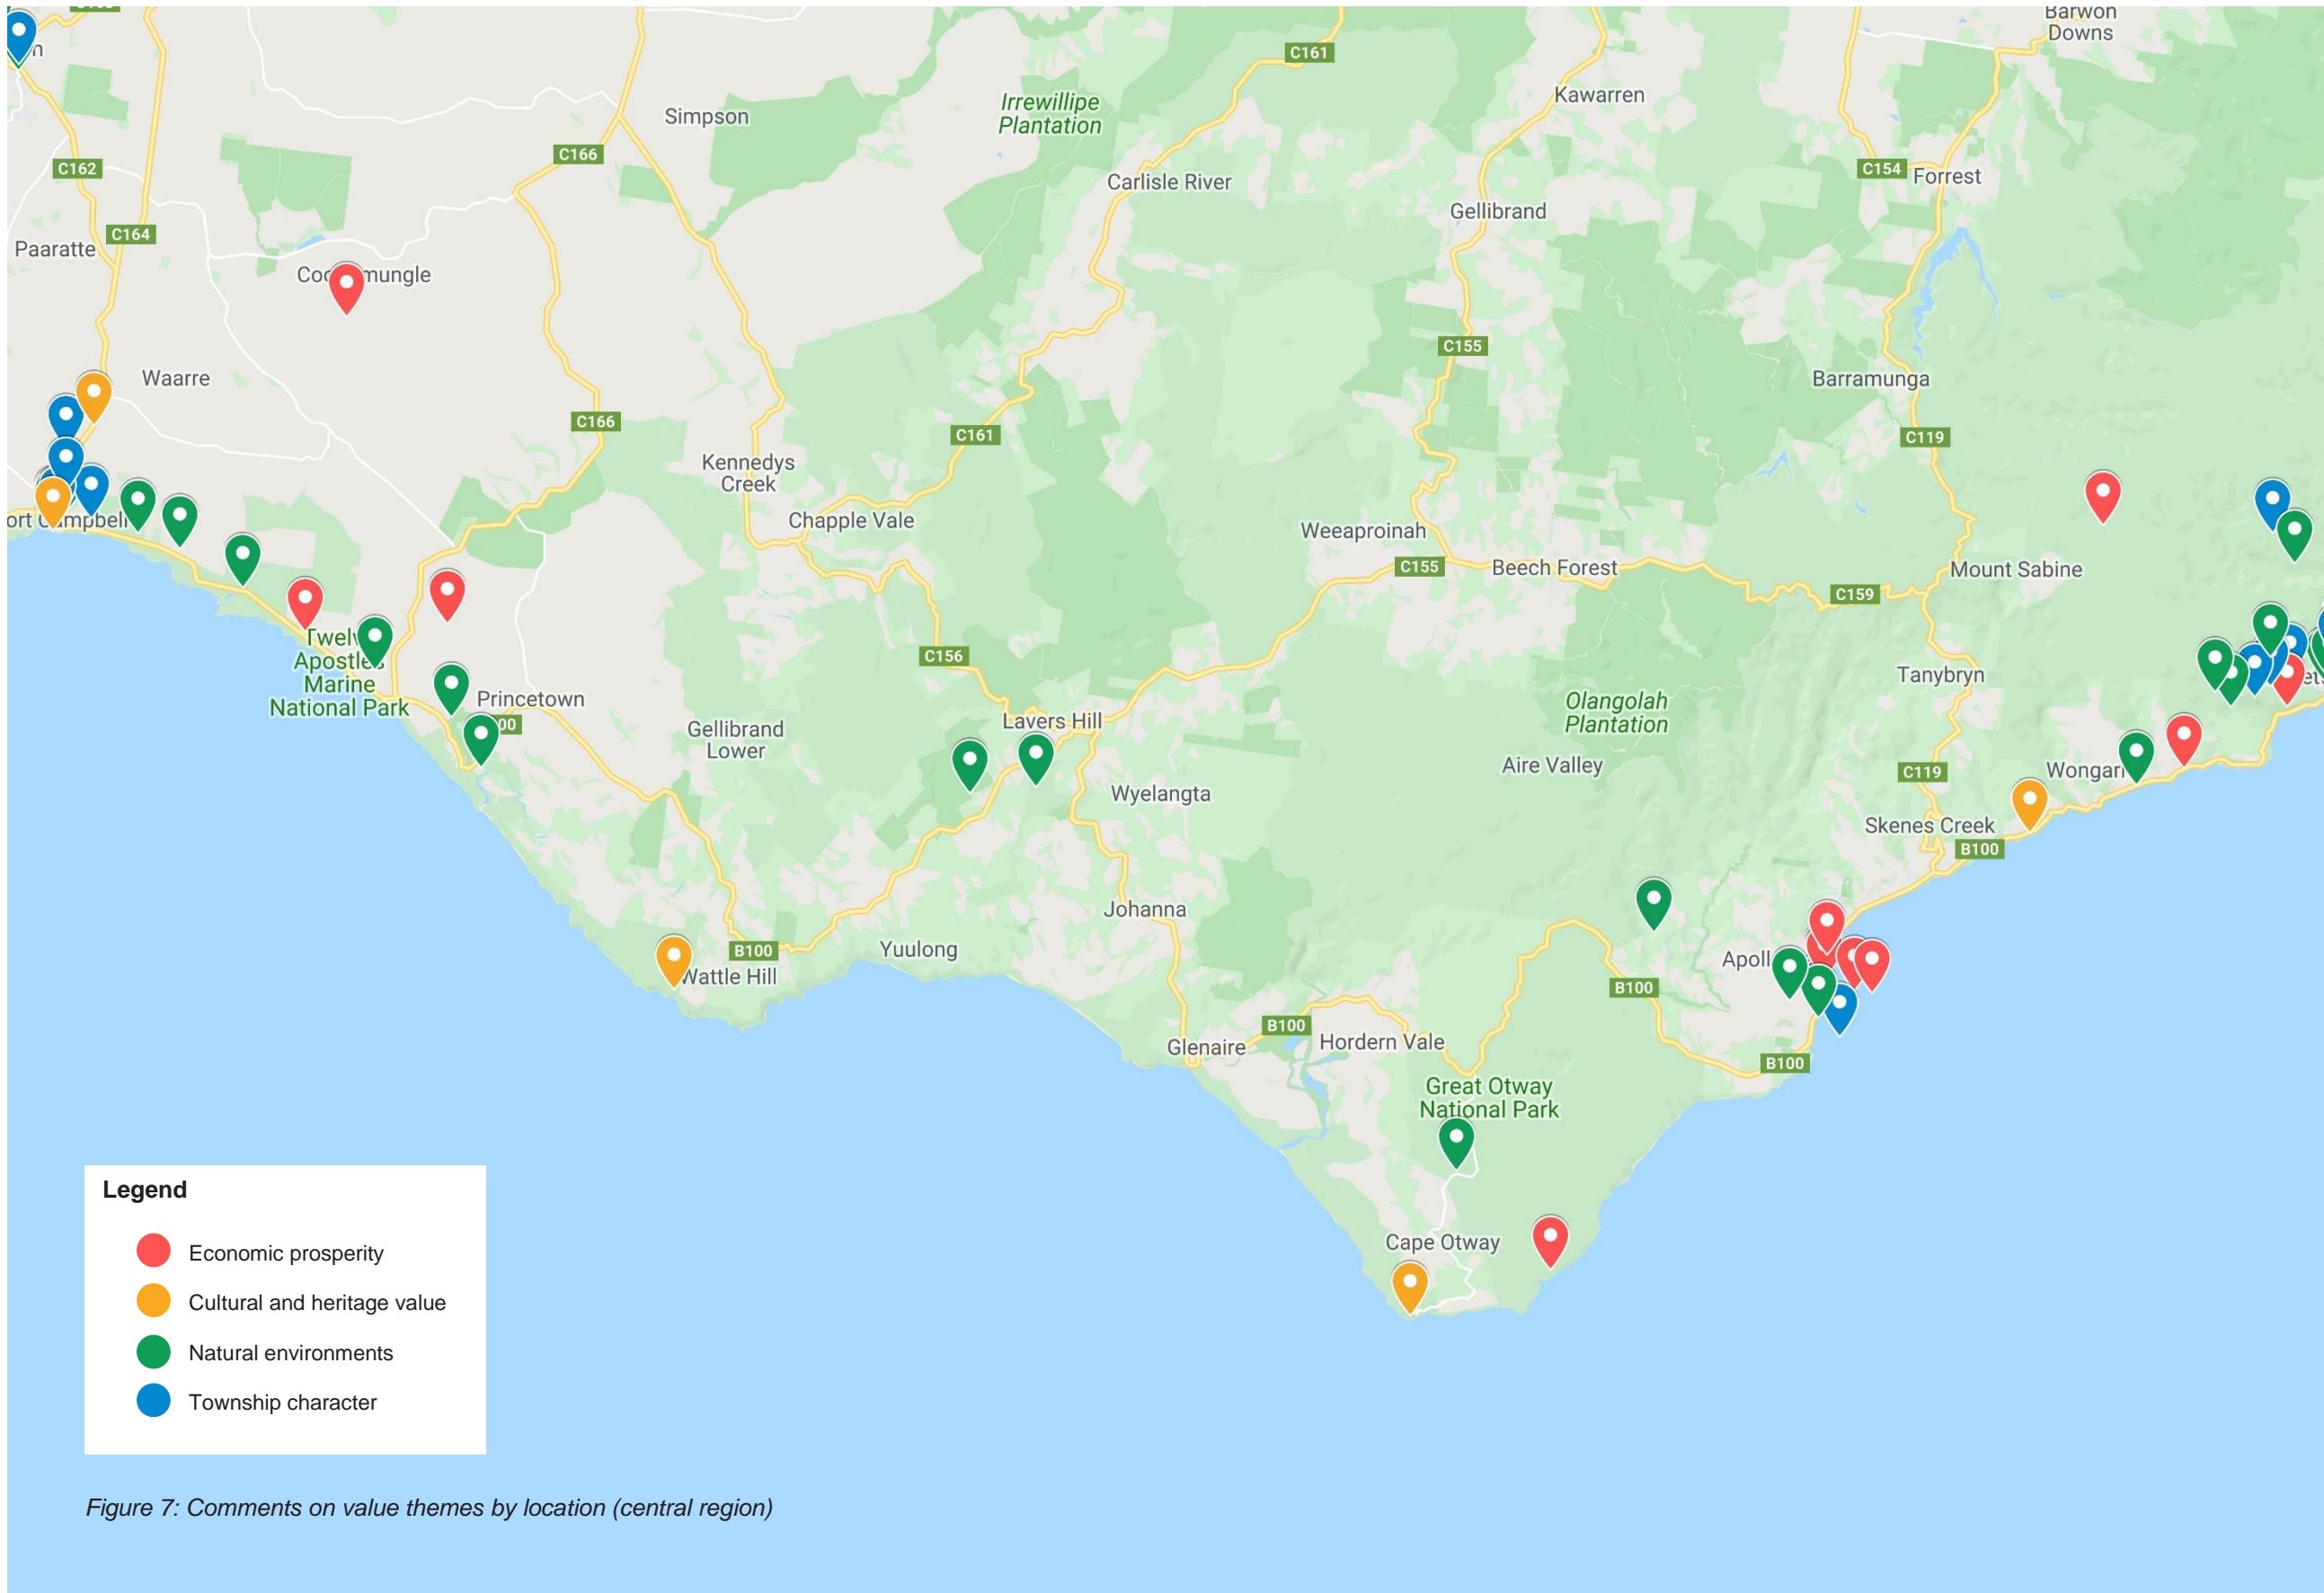 Barwon
Downs
C161
Kawarren
Irrewillipe
Plantation
Simpson
C166
C162
Carlisle River
C154
Forrest
Gellibrand
C164
Paaratte
C155
Waarre
Barramunga
C166
C161
C119
Kennedys
Creek
Chapple Vale
Weeaproinah
C155
Beech Forest
Mount Sabine
C159
C156
Apostles
Marine
National Park
Princetown
Tanybryn
Olangolah
Plantation
Lavers Hill
Gellibrand
Lower
Aire Valley
C119
Wyelangta
Skenes Creek
B100
Johanna
B100
Yuulong
Wattle Hill
B100
B100
Glenaire
Hordern Vale
B100
Great Otway
National Park
Cape Otway
Legend
Economic prosperity
Cultural and heritage value
Natural environments
Township character
Figure 7: Comments on value themes by location (central region)